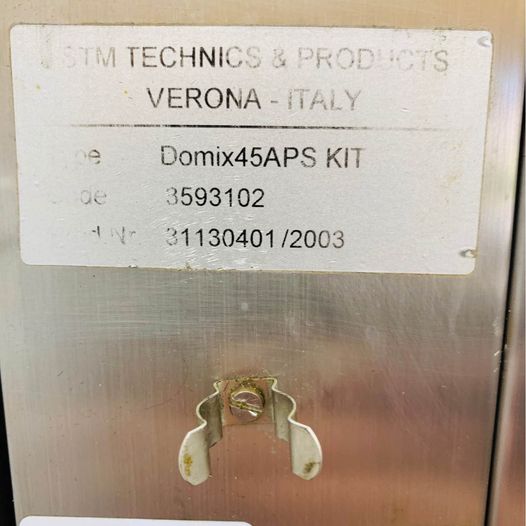 STM TECHNICS & PRODUCTS
VERONA - ITALY
Domix45APS KIT
3593102
31130401/2003